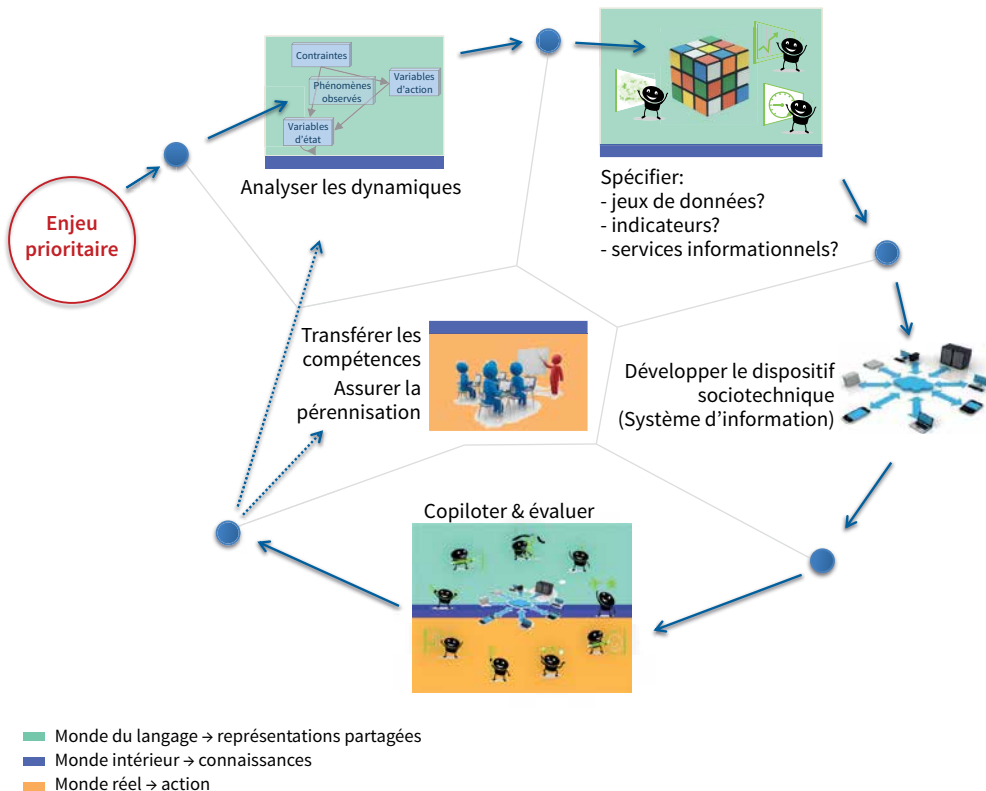 Contraintes
Phénomènes
observés
Variables
d'action
Variables
d'état
Analyser les dynamiques
Enjeu
prioritaire
Spécifier:
- jeux de données?
- indicateurs?
- services informationnels?
Transférer les
compétences
Assurer la
pérennisation
Développer le dispositif
sociotechnique
(Système d'information)
Copiloter & évaluer
Monde du langage → représentations partagées
Monde intérieur → connaissances
Monde réel → action